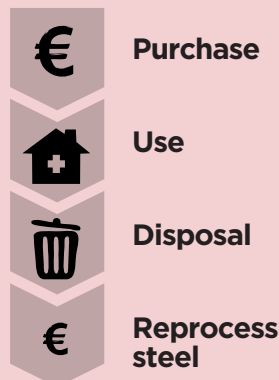 €
Purchase
Use
Disposal
€
Reprocess
steel